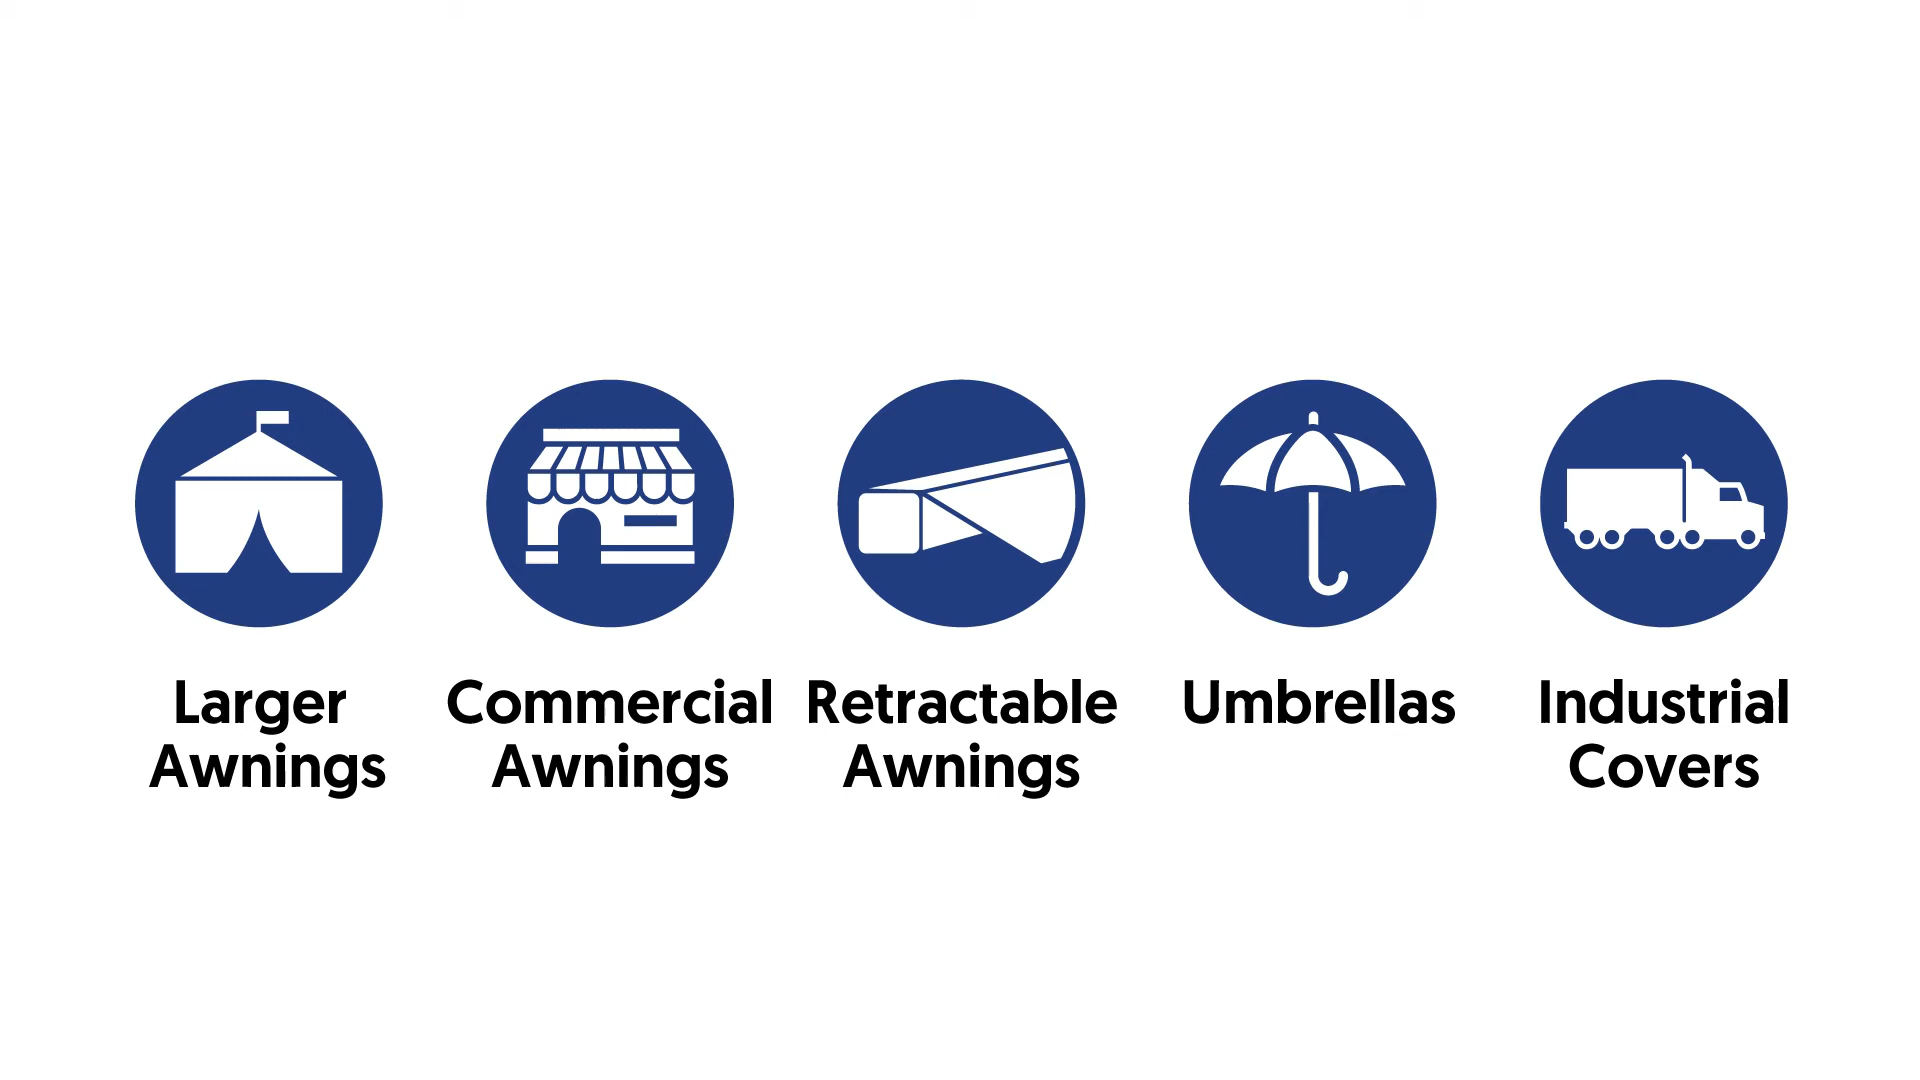 Larger
Awnings
Commercial
Awnings
Retractable
Awnings
Umbrellas
Industrial
Covers